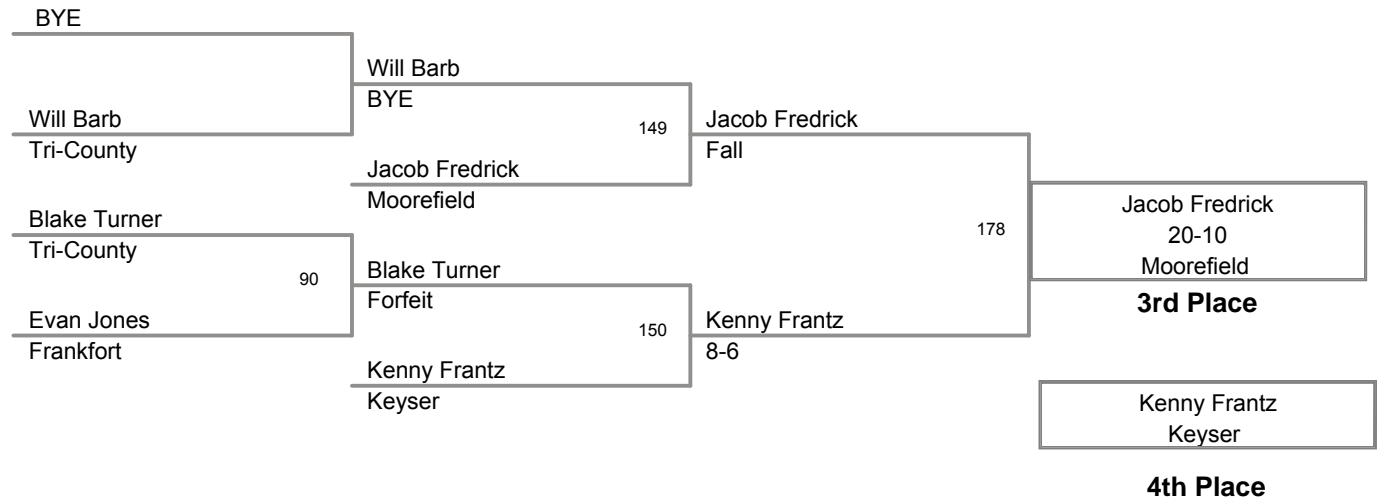 BYE
Will Barb
BYE
Will Barb
Tri-County
149
Jacob Fredrick
Fall
Jacob Fredrick
Moorefield
Blake Turner
Tri-County
90
Blake Turner
Forfeit
Evan Jones
Frankfort
150
Kenny Frantz
8-6
Kenny Frantz
Keyser
178
Jacob Fredrick
20-10
Moorefield
3rd Place
Kenny Frantz
Keyser
4th Place